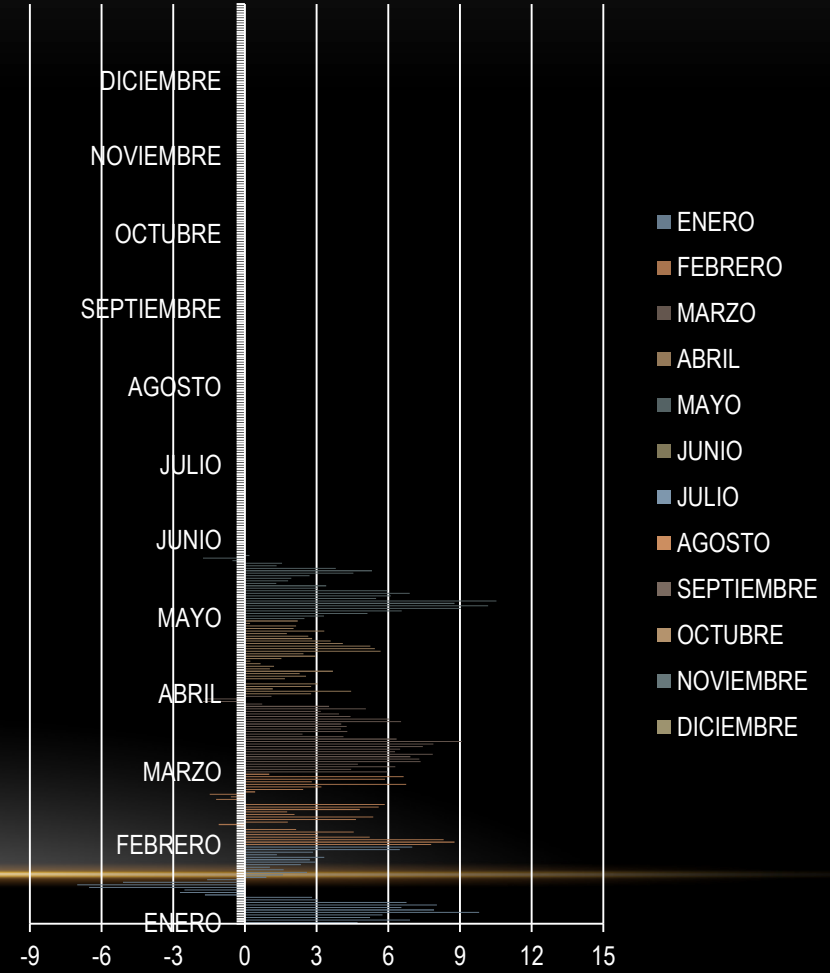 DICIEMBRE
NOVIEMBRE
OCTUBRE
SEPTIEMBRE
AGOSTO
JULIO
JUNIO
MAYO
ABRIL
MARZO
FEBRERO
ENERO
-9 -6 -3 0 3 6 9 12 15
ENERO
FEBRERO
MARZO
ABRIL
MAYO
JUNIO
JULIO
AGOSTO
SEPTIEMBRE
OCTUBRE
NOVIEMBRE
DICIEMBRE